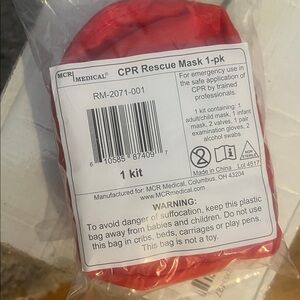 MCR MEDICAL®
CPR Rescue Mask 1-pk
RM-2071-001
6 10585 87409 7
1 kit
For emergency use in
the safe application of
CPR by trained
professionals.
1 kit containing: 1
adult/child mask, 1 infant
mask, 2 valves, 1 pair
examination gloves, 2
alcohol swabs
Made in China Lot 4517
Manufactured for: MCR Medical, Columbus, OH 43204
www.MCRmedical.com
WARNING:
To avoid danger of suffocation, keep this plastic
bag away from babies and children. Do not use
this bag in cribs, beds, carriages or play pens.
This bag is not a toy.